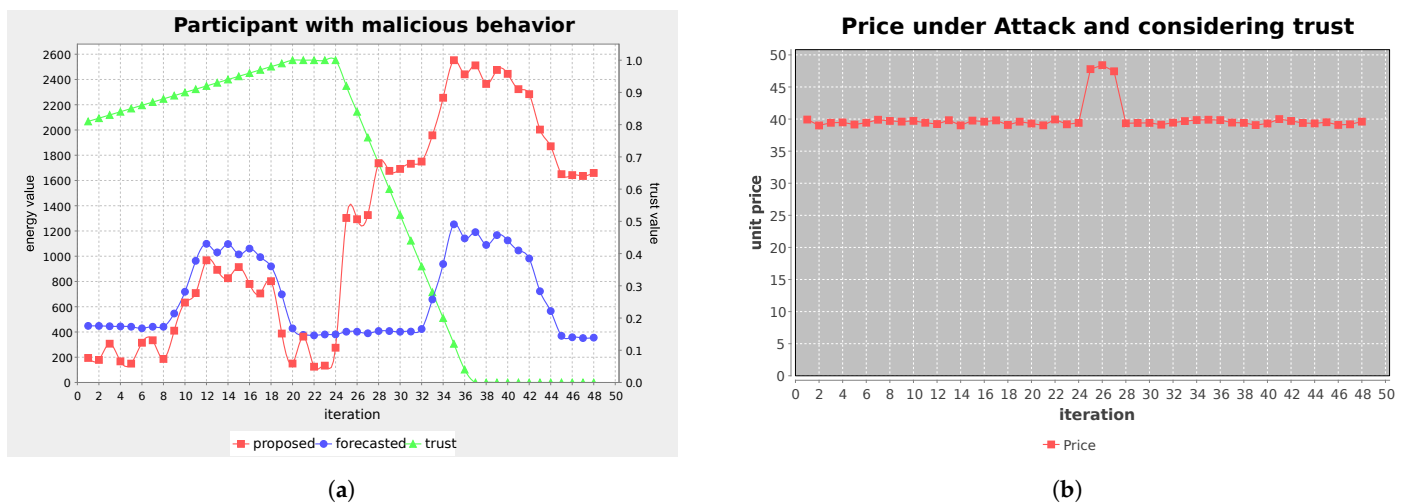 Participant with malicious behavior
2600
2400
2200
2000
1800
1600
1400
1200
1000
800
600
400
200
0
energy value
1.0
0.9
0.8
0.7
0.6
0.5
0.4
0.3
0.2
0.1
0.0
trust value
0 2 4 6 8 10 12 14 16 18 20 22 24 26 28 30 32 34 36 38 40 42 44 46 48 50
iteration
proposed forecasted trust
(a)
Price under Attack and considering trust
50
45
40
35
30
25
20
15
10
5
0
unit price
0 2 4 6 8 10 12 14 16 18 20 22 24 26 28 30 32 34 36 38 40 42 44 46 48 50
iteration
Price
(b)